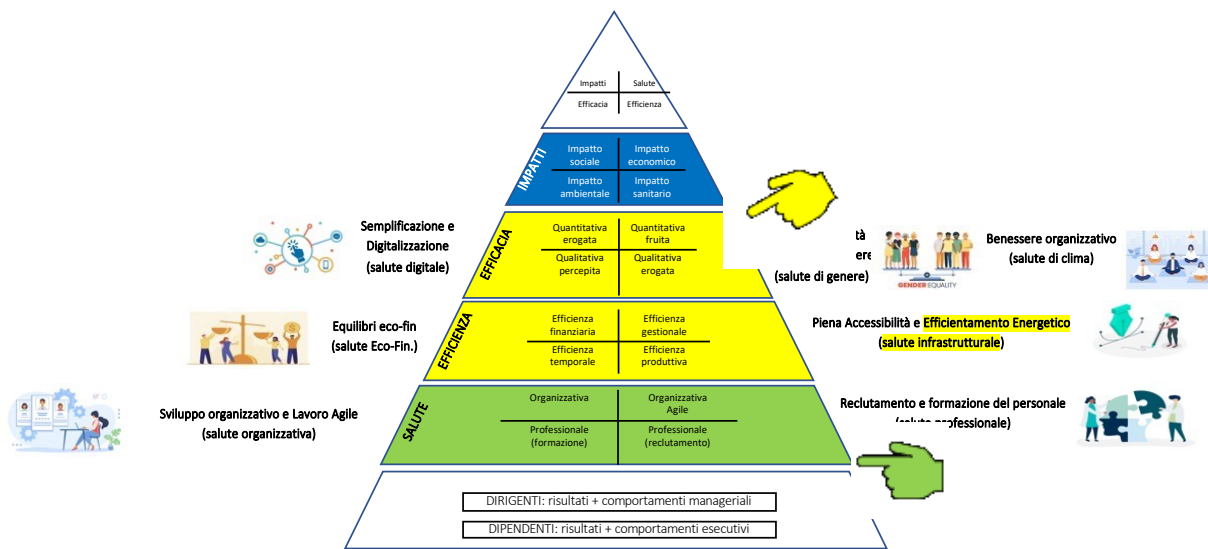 Impatti
Salute
Efficacia
Efficienza
IMPATTI
Impatto
sociale
Impatto
economico
Impatto
ambientale
Impatto
sanitario
Semplificazione e
Digitalizzazione
(salute digitale)
EFFICACIA
Quantitativa
erogata
Quantitativa
fruita
Qualitativa
percepita
Qualitativa
erogata
(salute di genere)
GENDER EQUALITY
Benessere organizzativo
(salute di clima)
Equilibri eco-fin
(salute Eco-Fin.)
EFFICIENZA
Efficienza
finanziaria
Efficienza
gestionale
Efficienza
temporale
Efficienza
produttiva
Piena Accessibilità e Efficientamento Energetico
(salute infrastrutturale)
Sviluppo organizzativo e Lavoro Agile
(salute organizzativa)
SALUTE
Organizzativa
Organizzativa
Agile
Professionale
(formazione)
Professionale
(reclutamento)
Reclutamento e formazione del personale
(salute professionale)
DIRIGENTI: risultati + comportamenti manageriali
DIPENDENTI: risultati + comportamenti esecutivi